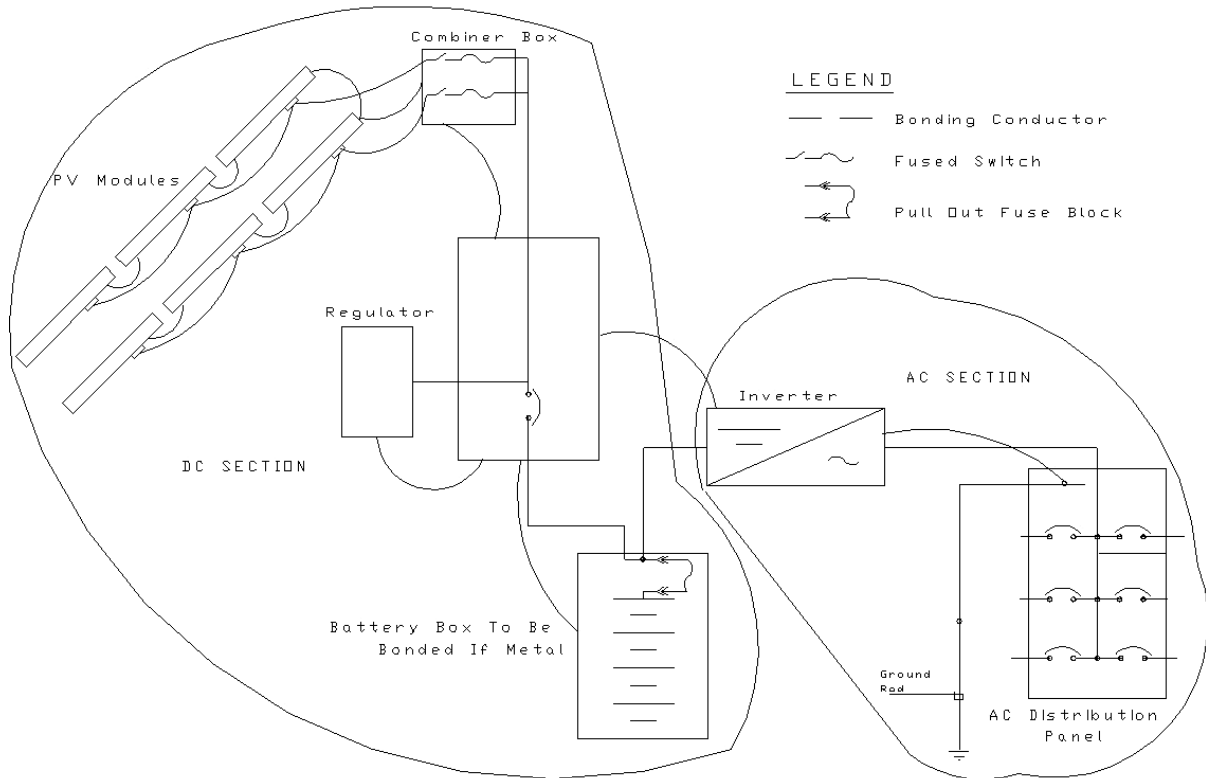 Combiner Box
LEGEND
Bonding Conductor
Fused Switch
Pull Out Fuse Block
PV Modules
Regulator
AC SECTION
Inverter
DC SECTION
Battery Box To Be
Bonded If Metal
Ground
Rod
AC Distribution
Panel